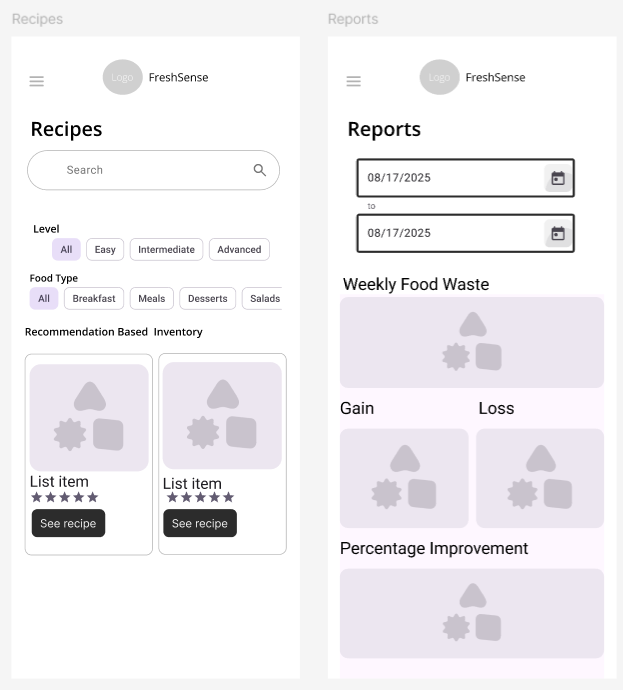 Recipes
Logo FreshSense
Recipes
Search
Level
All Easy Intermediate Advanced
Food Type
All Breakfast Meals Desserts Salads
Recommendation Based Inventory
List item List item
See recipe See recipe
Reports
Logo FreshSense
Reports
08/17/2025
to
08/17/2025
Weekly Food Waste
Gain Loss
Percentage Improvement